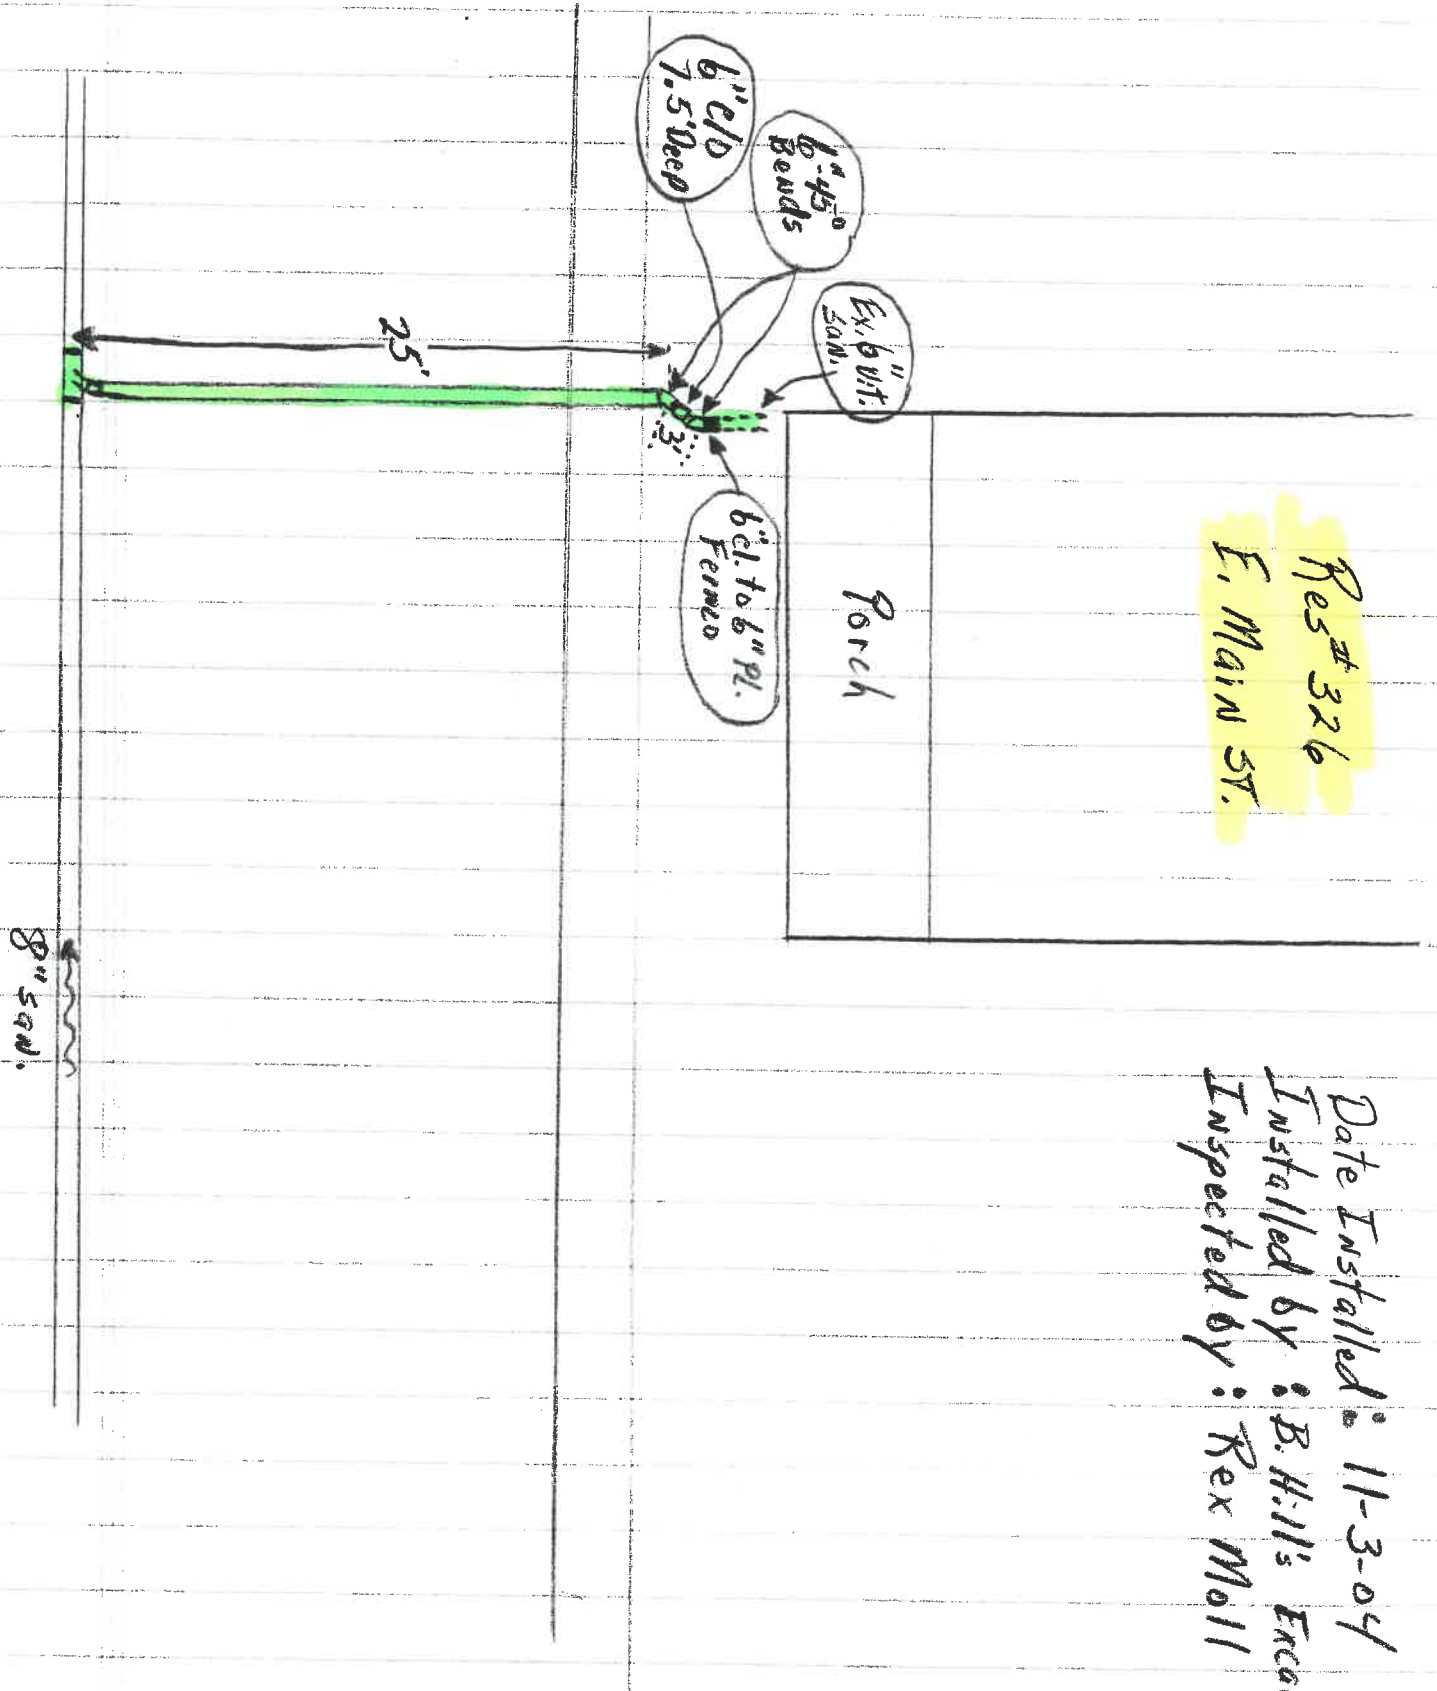 Date Installed: 11-3-04
Installed by : B. Hill's Exca
Inspected by : Rex Moll
Res # 326
E. Main St.
Porch
Ex. 6" Vit.
San.
6"-45°
Bends
6" c/o
7.5' Deep
6" cl. to 6" Pl.
Fernco
3'
25'
8" San.